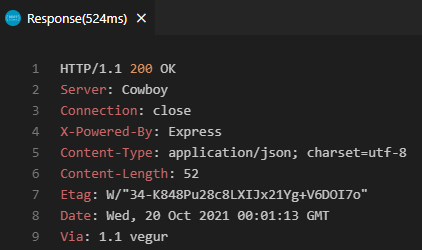 Response(524ms) ×
1 HTTP/1.1 200 OK
2 Server: Cowboy
3 Connection: close
4 X-Powered-By: Express
5 Content-Type: application/json; charset=utf-8
6 Content-Length: 52
7 Etag: W/"34-K848Pu28c8LXIJx21Yg+V6DOI7o"
8 Date: Wed, 20 Oct 2021 00:01:13 GMT
9 Via: 1.1 vegur